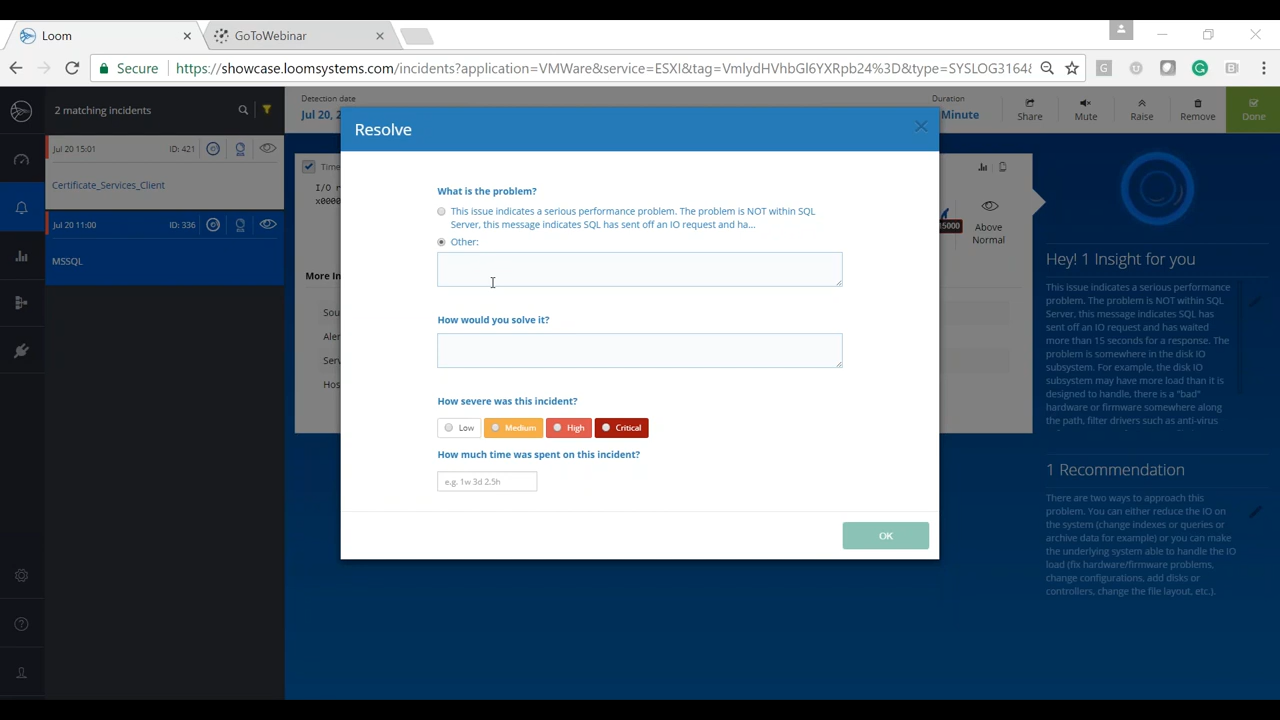 Loom
GoToWebinar
Secure
https://showcase.loomsystems.com/incidents?application=VMWare&service=ESXI&tag=VmlydHVhbGl6YXRpb24%3D&type=SYSLOG3164&
2 matching incidents
Jul 20 15:01 ID: 421
Certificate_Services_Client
Jul 20 11:00 ID: 336
MSSQL
Detection date
Jul 20, 2
Duration
Minute
Share
Mute
Raise
Remove
Done
Time
I/O r
x0000
15000
Above
Normal
More In
Sou
Aler
Serv
Hos
Resolve
What is the problem?
This issue indicates a serious performance problem. The problem is NOT within SQL
Server, this message indicates SQL has sent off an IO request and ha...
Other:
How would you solve it?
How severe was this incident?
Low Medium High Critical
How much time was spent on this incident?
e.g. 1w 3d 2.5h
OK
Hey! 1 Insight for you
This issue indicates a serious performance
problem. The problem is NOT within SQL
Server, this message indicates SQL has
sent off an IO request and has waited
more than 15 seconds for a response. The
problem is somewhere in the disk IO
subsystem. For example, the disk IO
subsystem may have more load than it is
designed to handle, there is a "bad"
hardware or firmware somewhere along
the path, filter drivers such as anti-virus
1 Recommendation
There are two ways to approach this
problem. You can either reduce the IO on
the system (change indexes or queries or
archive data for example) or you can make
the underlying system able to handle the IO
load (fix hardware/firmware problems,
change configurations, add disks or
controllers, change the file layout, etc.).